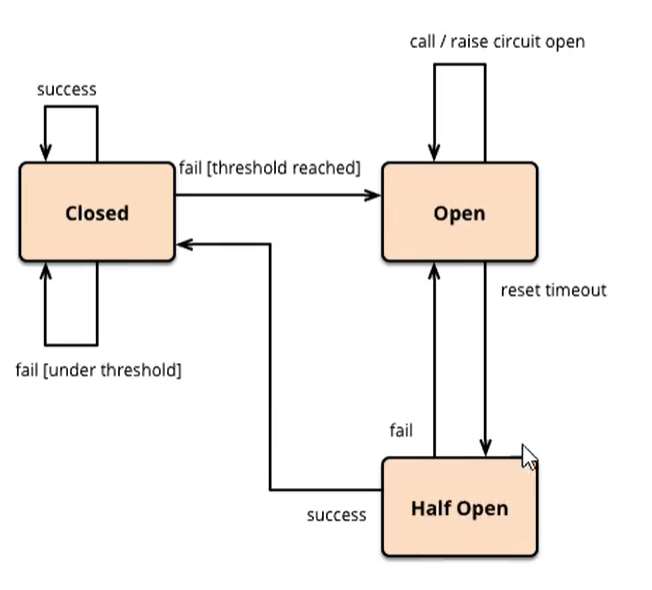 call / raise circuit open
success
fail [threshold reached]
Closed
Open
reset timeout
fail [under threshold]
fail
Half Open
success